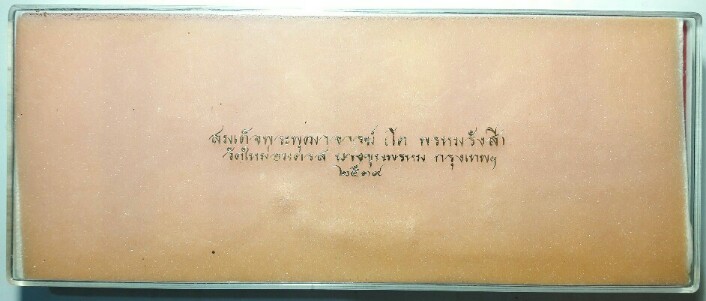 สมเด็จพระพุฒาจารย์ โต พรหมรังสี
วัดใหม่อมตรส บางขุนพรหม กรุงเทพฯ
๒๕๓๙